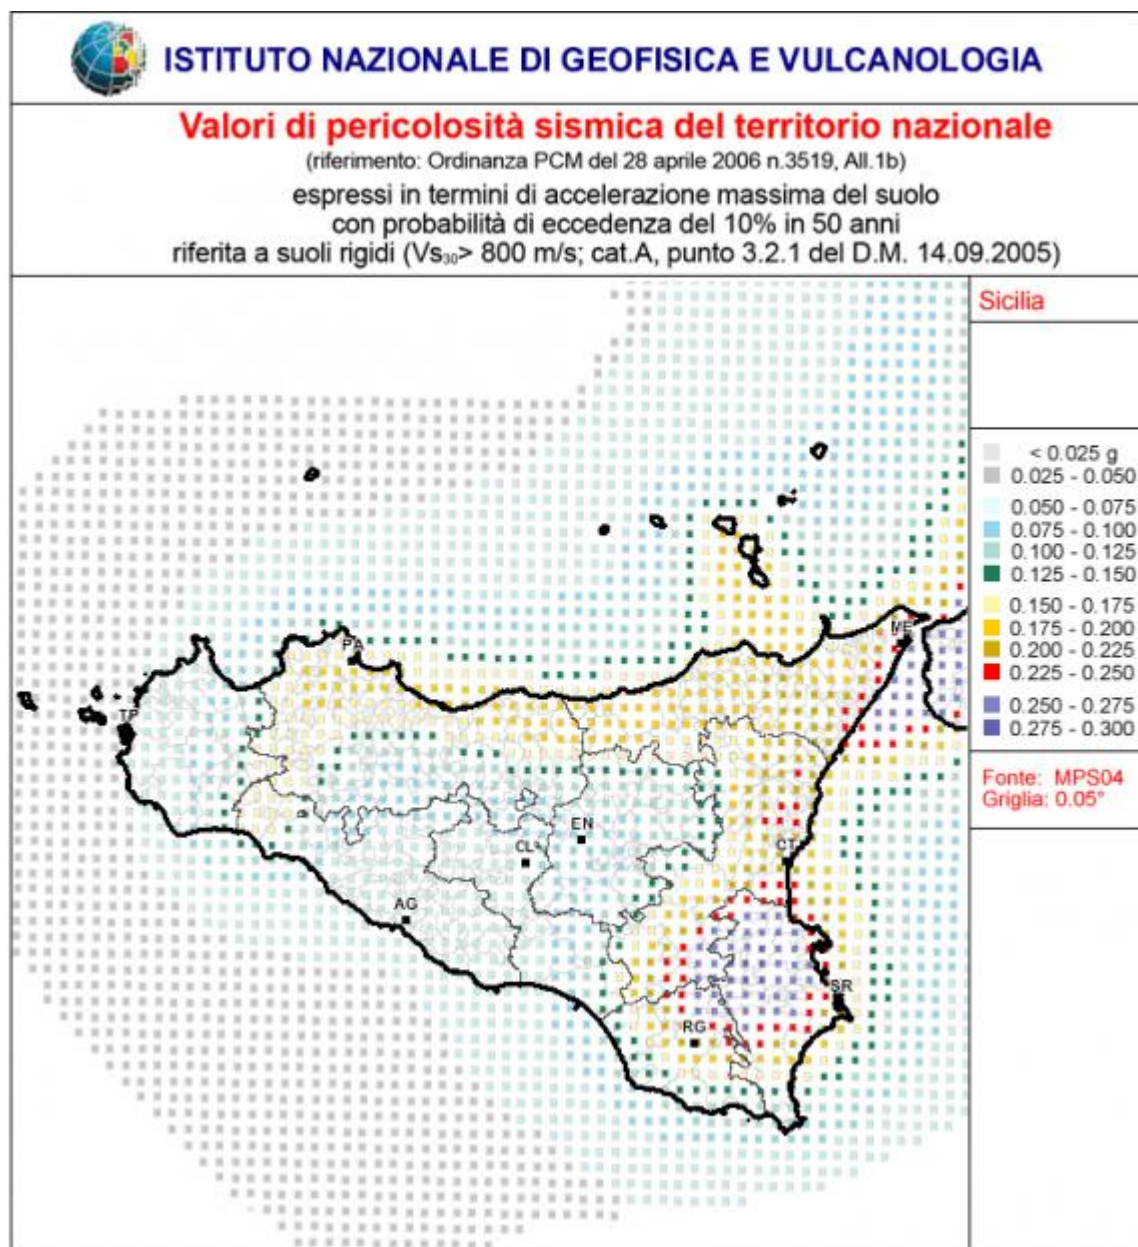 ISTITUTO NAZIONALE DI GEOFISICA E VULCANOLOGIA
Valori di pericolosità sismica del territorio nazionale
(riferimento: Ordinanza PCM del 28 aprile 2006 n.3519, All.1b)
espressi in termini di accelerazione massima del suolo
con probabilità di eccedenza del 10% in 50 anni
riferita a suoli rigidi (Vs₃₀> 800 m/s; cat.A, punto 3.2.1 del D.M. 14.09.2005)
Sicilia
< 0.025 g
0.025 - 0.050
0.050 - 0.075
0.075 - 0.100
0.100 - 0.125
0.125 - 0.150
0.150 - 0.175
0.175 - 0.200
0.200 - 0.225
0.225 - 0.250
0.250 - 0.275
0.275 - 0.300
Fonte: MPS04
Griglia: 0.05°
ME
PA
TP
EN
CL
CT
AG
SR
RG